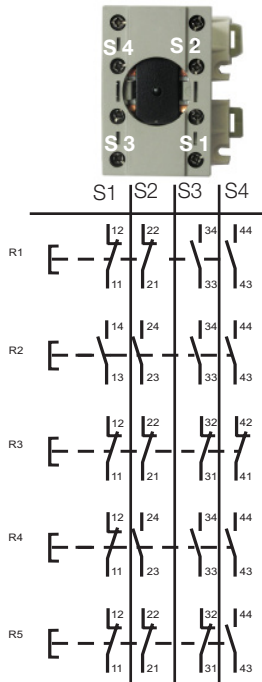 S 4 S 2
S 3 S 1
S1 S2 S3 S4
12 22 34 44
R1
11 21 33 43
14 24 34 44
R2
13 23 33 43
12 22 32 42
R3
11 21 31 41
12 24 34 44
R4
11 23 33 43
12 22 32 44
R5
11 21 31 43